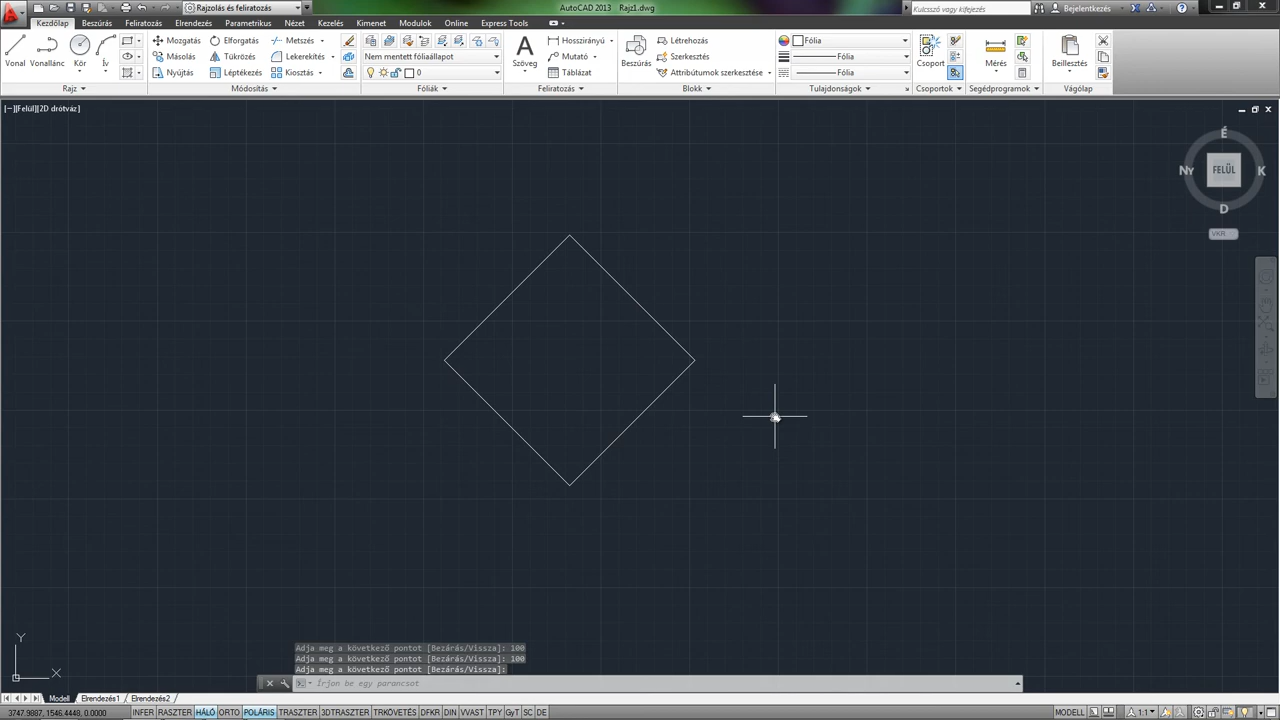 AutoCAD 2013 Rajz1.dwg
Rajzolás és feliratozás
Kulcsszó vagy kifejezés
Bejelentkezés
Kezdőlap Beszúrás Feliratozás Elrendezés Parametrikus Nézet Kezelés Kimenet Modulok Online Express Tools
Vonal Vonallánc Kör Ív
Mozgatás Elforgatás Metszés
Másolás Tükrözés Lekerekítés
Nyújtás Léptékezés Kiosztás
Nem mentett fóliaállapot
0
Szöveg
Hosszirányú
Mutató
Táblázat
Beszúrás
Létrehozás
Szerkesztés
Attribútumok szerkesztése
Fólia
Fólia
Fólia
Csoport
Mérés
Beillesztés
Rajz Módosítás Fóliák Feliratozás Blokk Tulajdonságok Csoportok Segédprogramok Vágólap
[−][Felül][2D drótváz]
É
Ny FELÜL K
D
VKR
Y
X
Adja meg a következő pontot [Bezárás/Vissza]: 100
Adja meg a következő pontot [Bezárás/Vissza]: 100
Adja meg a következő pontot [Bezárás/Vissza]:
Írjon be egy parancsot
Modell Elrendezés1 Elrendezés2
3747.9887, 1546.4448, 0.0000
INFER RASZTER HÁLÓ ORTO POLÁRIS TRASZTER 3DTRASZTER TRKÖVETÉS DFKR DIN VVAST TPY GyT SC DE
MODELL
1:1